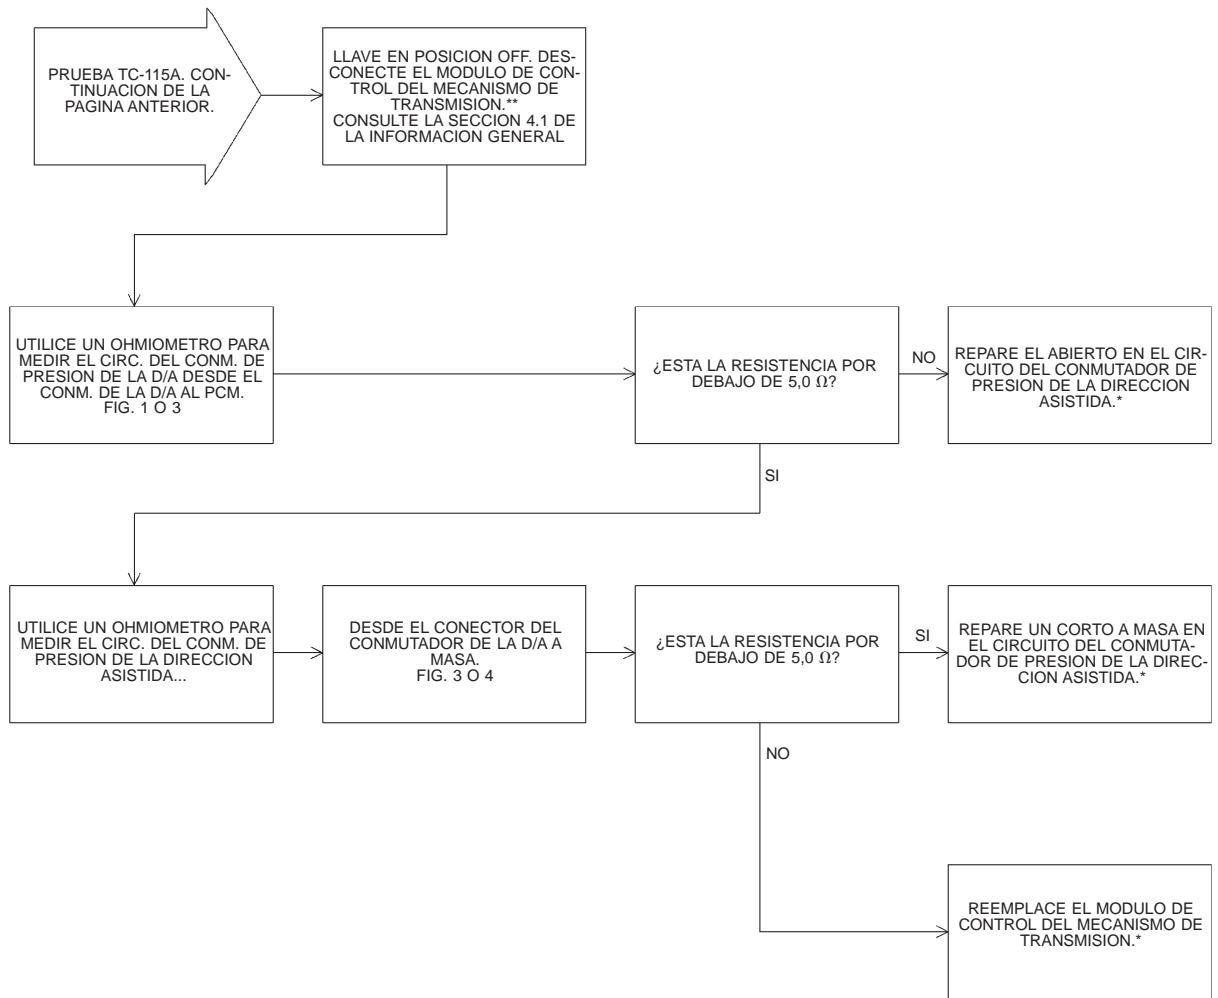 PRUEBA TC-115A. CON-
TINUACION DE LA
PAGINA ANTERIOR.
LLAVE EN POSICION OFF. DES-
CONECTE EL MODULO DE CON-
TROL DEL MECANISMO DE
TRANSMISION.**
CONSULTE LA SECCION 4.1 DE
LA INFORMACION GENERAL
UTILICE UN OHMIOMETRO PARA
MEDIR EL CIRC. DEL CONM. DE
PRESION DE LA D/A DESDE EL
CONM. DE LA D/A AL PCM.
FIG. 1 O 3
¿ESTA LA RESISTENCIA POR
DEBAJO DE 5,0 Ω?
NO
REPARE EL ABIERTO EN EL CIR-
CUITO DEL CONMUTADOR DE
PRESION DE LA DIRECCION
ASISTIDA.*
SI
UTILICE UN OHMIOMETRO PARA
MEDIR EL CIRC. DEL CONM. DE
PRESION DE LA DIRECCION
ASISTIDA...
DESDE EL CONECTOR DEL
CONMUTADOR DE LA D/A A
MASA.
FIG. 3 O 4
¿ESTA LA RESISTENCIA POR
DEBAJO DE 5,0 Ω?
SI
REPARE UN CORTO A MASA EN
EL CIRCUITO DEL CONMUTA-
DOR DE PRESION DE LA DIREC-
CION ASISTIDA.*
NO
REEMPLACE EL MODULO DE
CONTROL DEL MECANISMO DE
TRANSMISION.*